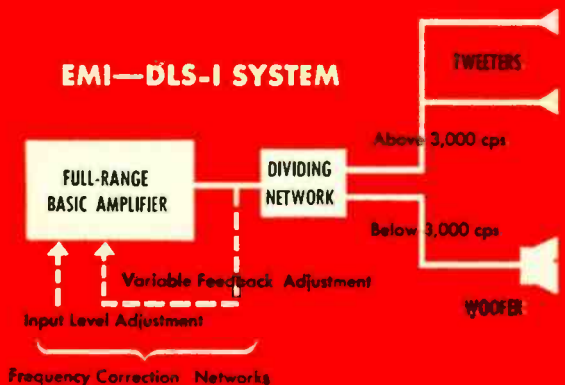 EMI—DLS-I SYSTEM
TWEETERS
Above 3,000 cps
FULL-RANGE
BASIC AMPLIFIER
DIVIDING
NETWORK
Below 3,000 cps
Variable Feedback Adjustment
WOOFER
Input Level Adjustment
Frequency Correction Networks